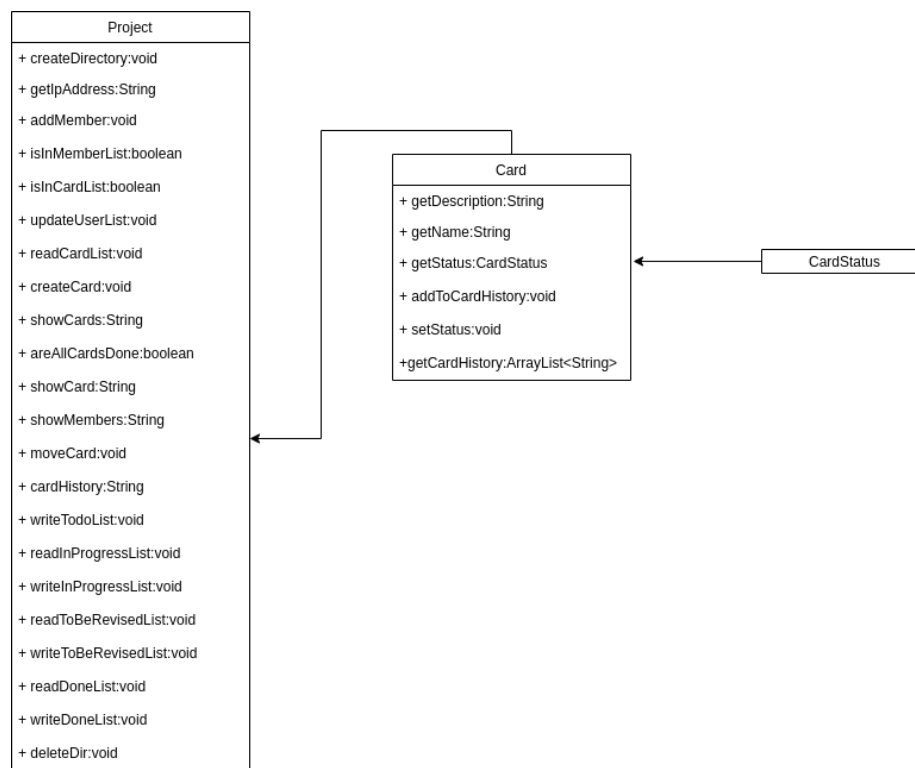 Project
+ createDirectory:void
+ getIpAddress:String
+ addMember:void
+ isInMemberList:boolean
+ isInCardList:boolean
+ updateUserList:void
+ readCardList:void
+ createCard:void
+ showCards:String
+ areAllCardsDone:boolean
+ showCard:String
+ showMembers:String
+ moveCard:void
+ cardHistory:String
+ writeTodoList:void
+ readInProgressList:void
+ writeInProgressList:void
+ readToBeRevisedList:void
+ writeToBeRevisedList:void
+ readDoneList:void
+ writeDoneList:void
+ deleteDir:void
Card
+ getDescription:String
+ getName:String
+ getStatus:CardStatus
+ addToCardHistory:void
+ setStatus:void
+getCardHistory:ArrayList<String>
CardStatus